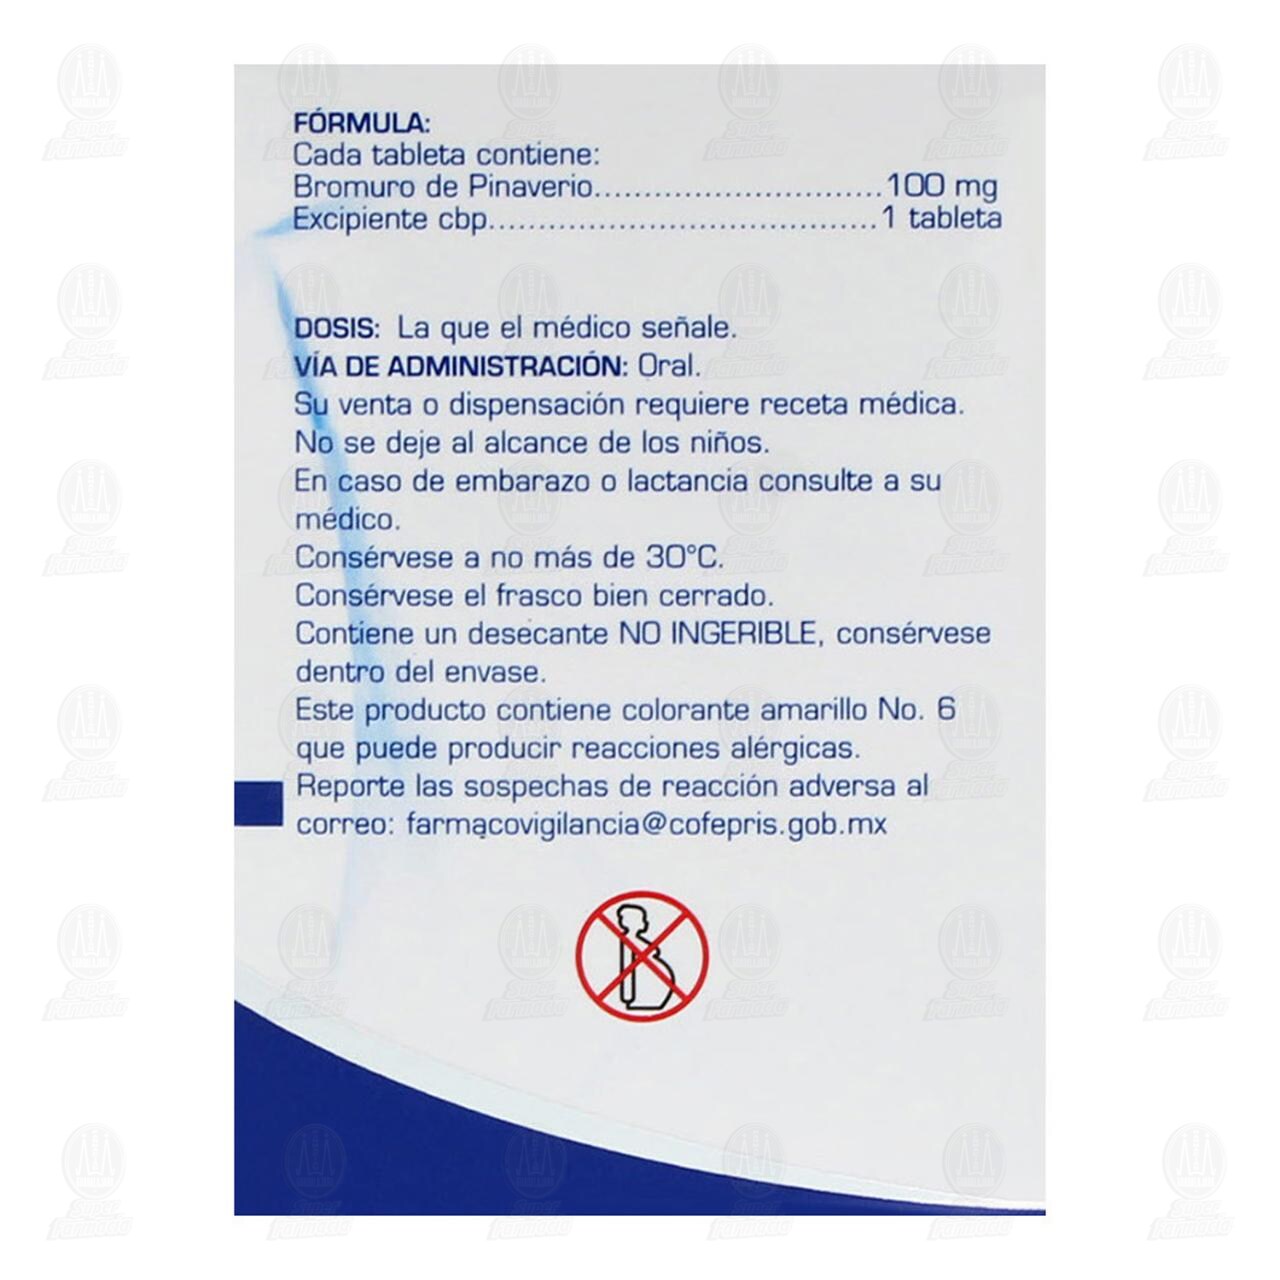 FÓRMULA:
Cada tableta contiene:
Bromuro de Pinaverio............................100 mg
Excipiente cbp.....................................1 tableta
DOSIS: La que el médico señale.
VÍA DE ADMINISTRACIÓN: Oral.
Su venta o dispensación requiere receta médica.
No se deje al alcance de los niños.
En caso de embarazo o lactancia consulte a su
médico.
Consérvese a no más de 30°C.
Consérvese el frasco bien cerrado.
Contiene un desecante NO INGERIBLE, consérvese
dentro del envase.
Este producto contiene colorante amarillo No. 6
que puede producir reacciones alérgicas.
Reporte las sospechas de reacción adversa al
correo: farmacovigilancia@cofepris.gob.mx